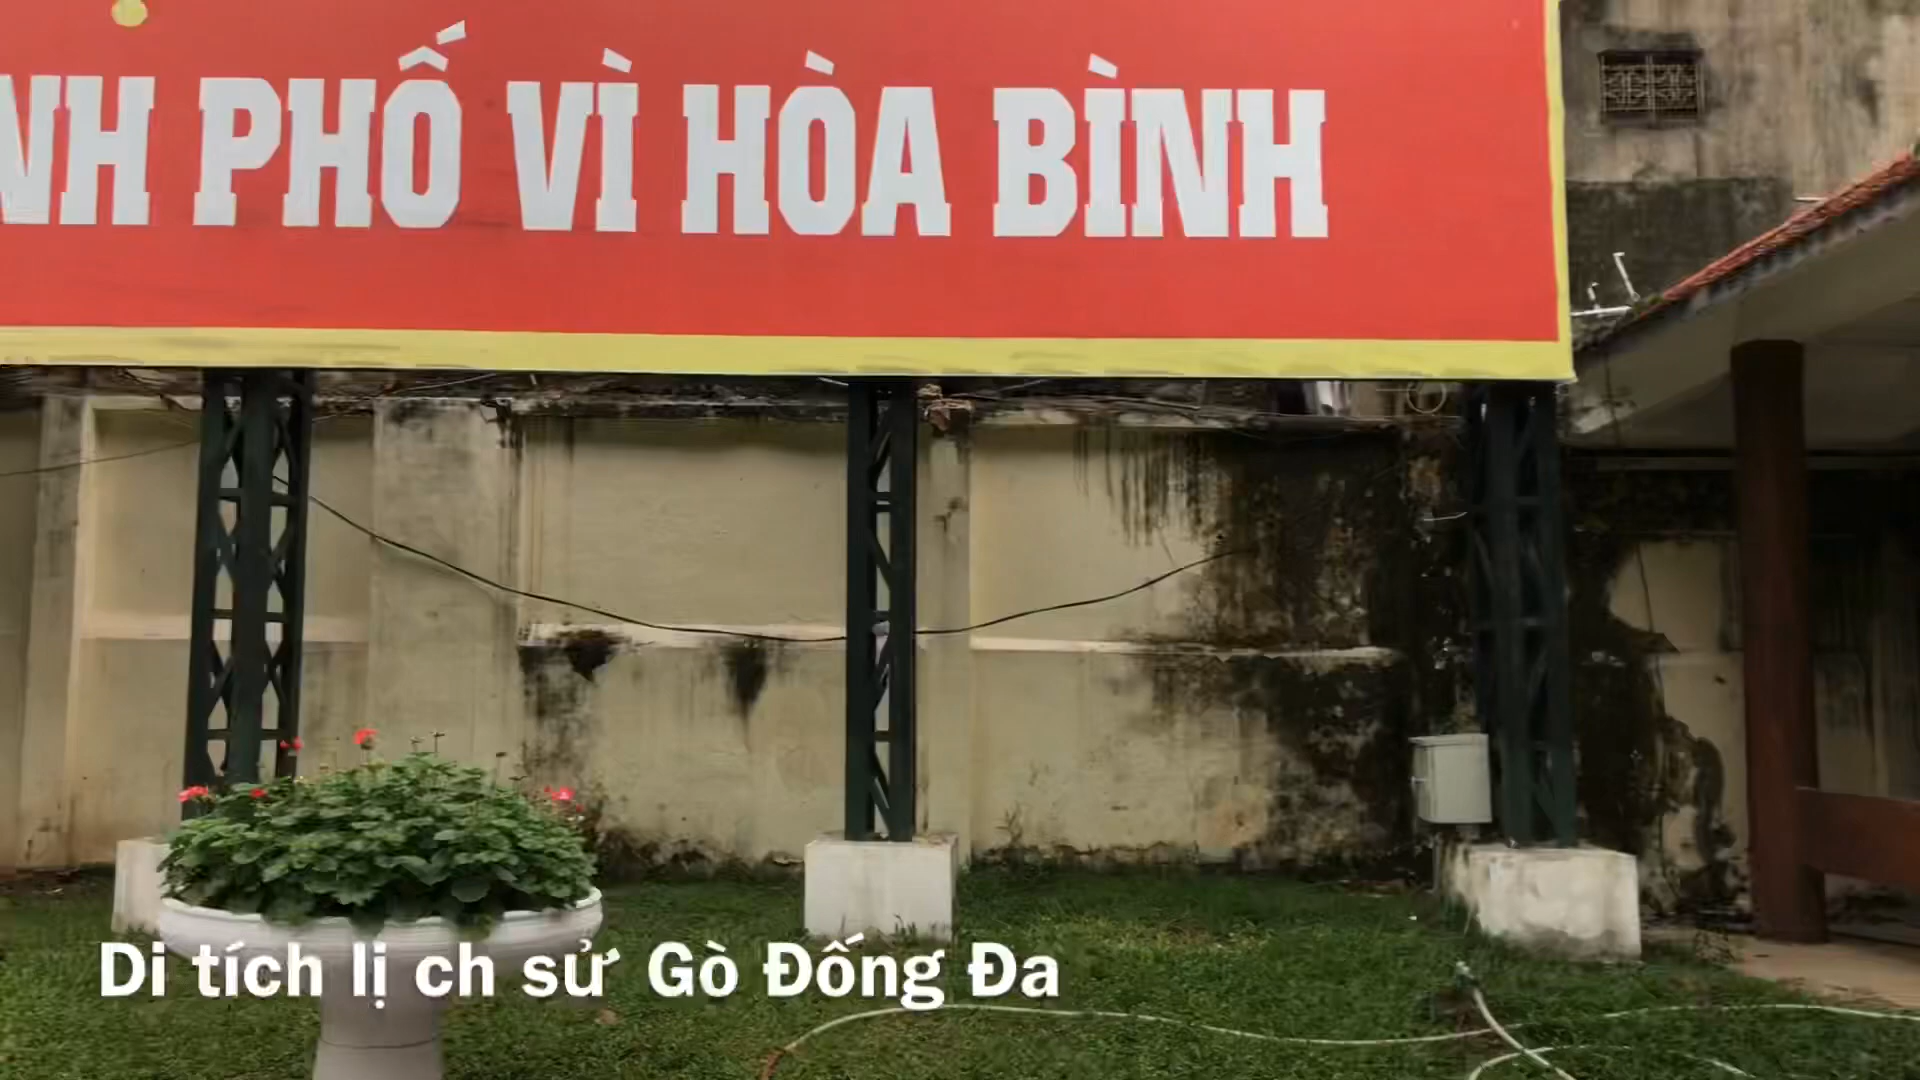 NH PHỐ VÌ HÒA BÌNH
Di tích lị ch sử Gò Đống Đa